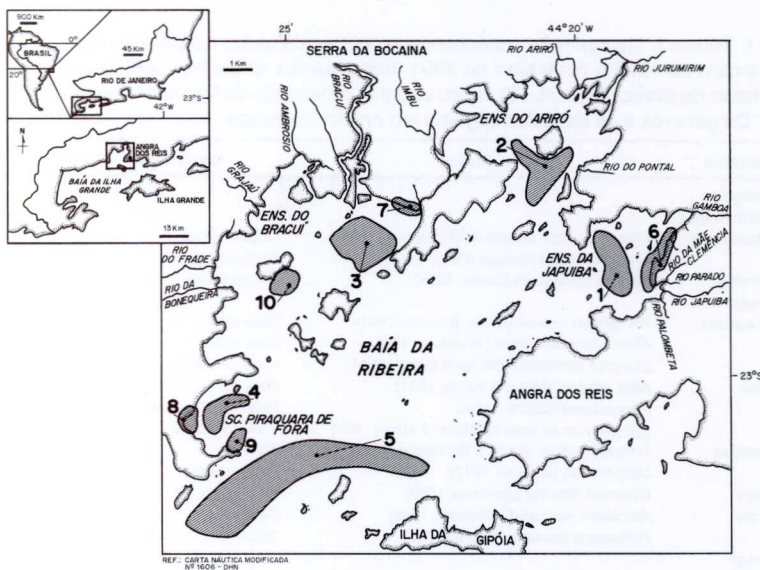 900 Km
0°
BRASIL
20°
45 Km
RIO DE JANEIRO
23°S
42°W
N
ANGRA
DOS REIS
BAÍA DA ILHA
GRANDE
ILHA GRANDE
13 Km
25'
44°20'
1 Km
SERRA DA BOCAINA
RIO ARIRÓ
RIO JURUMIRIM
RIO AMBROSIO
RIO
BRACUÍ
RIO
IMBÚ
ENS. DO ARIRÓ
2
RIO DO PONTAL
RIO GRAJAÚ
ENS. DO
BRACUÍ
7
RIO
GAMBOA
6
RIO DA MÃE
CLEMÊNCIA
RIO
DO FRADE
3
ENS. DA
JAPUIBA
RIO DA
BONEQUEIRA
10
1
RIO PARADO
RIO JAPUIBA
RIO PALOMBETA
BAÍA DA
RIBEIRA
23°S
ANGRA DOS REIS
4
8
SC. PIRAQUARA DE
FORA
9
5
ILHA DA
GIPÓIA
REF.: CARTA NÁUTICA MODIFICADA
Nº 1606 - DHN